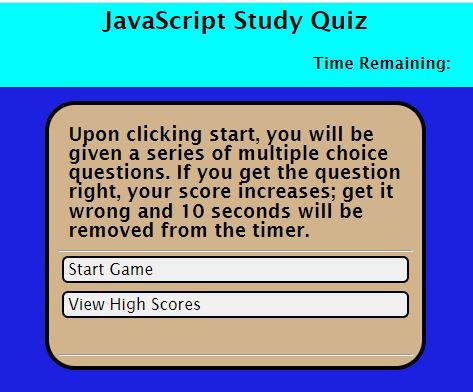 JavaScript Study Quiz
Time Remaining:
Upon clicking start, you will be
given a series of multiple choice
questions. If you get the question
right, your score increases; get it
wrong and 10 seconds will be
removed from the timer.
Start Game
View High Scores